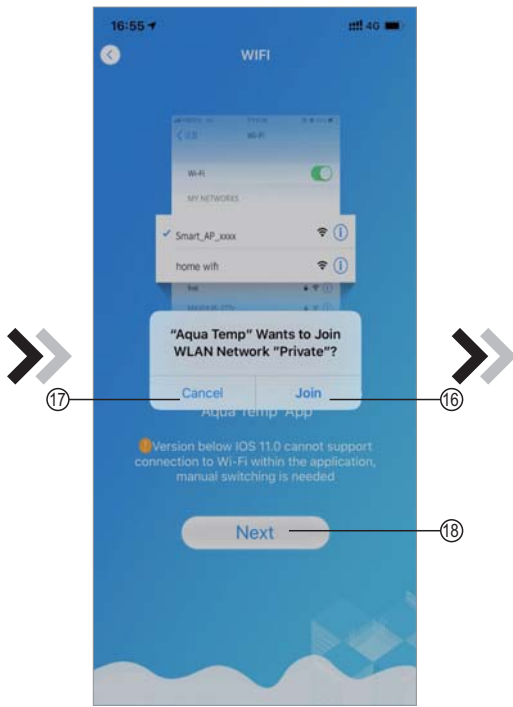 16:55
4G
WIFI
Wi-Fi
Wi-Fi
MY NETWORKS
Smart_AP_xxxx
home wifi
"Aqua Temp" Wants to Join
WLAN Network "Private"?
Cancel
Join
⑰
⑯
Aqua Temp App
!Version below IOS 11.0 cannot support
connection to Wi-Fi within the application,
manual switching is needed
Next
⑱